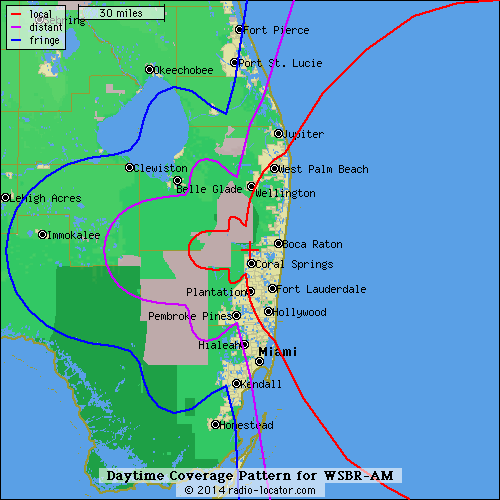 local
distant
fringe
30 miles
Sebring
Fort Pierce
Port St. Lucie
Okeechobee
Jupiter
Clewiston
West Palm Beach
Belle Glade
Wellington
LeHigh Acres
Immokalee
Boca Raton
Coral Springs
Plantation
Fort Lauderdale
Pembroke Pines
Hollywood
Hialeah
Miami
Kendall
Homestead
Daytime Coverage Pattern for WSBR-AM
© 2014 radio-locator.com